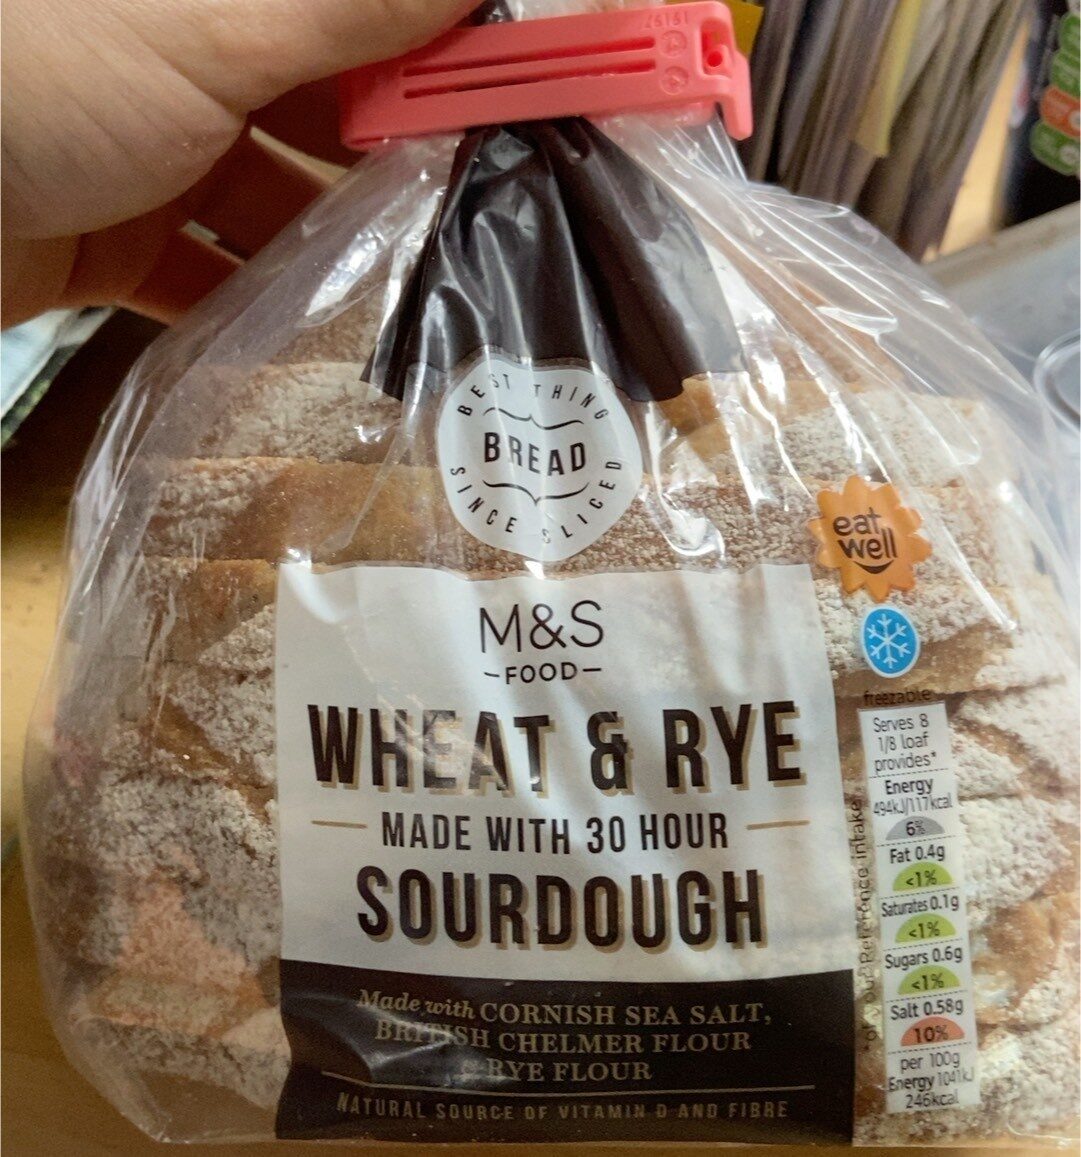 BEST THING
BREAD
SINCE SLICED
eat
well
M&S
FOOD
freezable
WHEAT & RYE
MADE WITH 30 HOUR
SOURDOUGH
Made with CORNISH SEA SALT,
BRITISH CHELMER FLOUR
& RYE FLOUR
NATURAL SOURCE OF VITAMIN D AND FIBRE
Serves 8
1/8 loaf
provides*
Energy
494kJ/117kcal
6%
Fat 0.4g
<1%
Saturates 0.1g
<1%
Sugars 0.6g
<1%
Salt 0.58g
10%
per 100g
Energy 1041kJ
246kcal
Reference intake